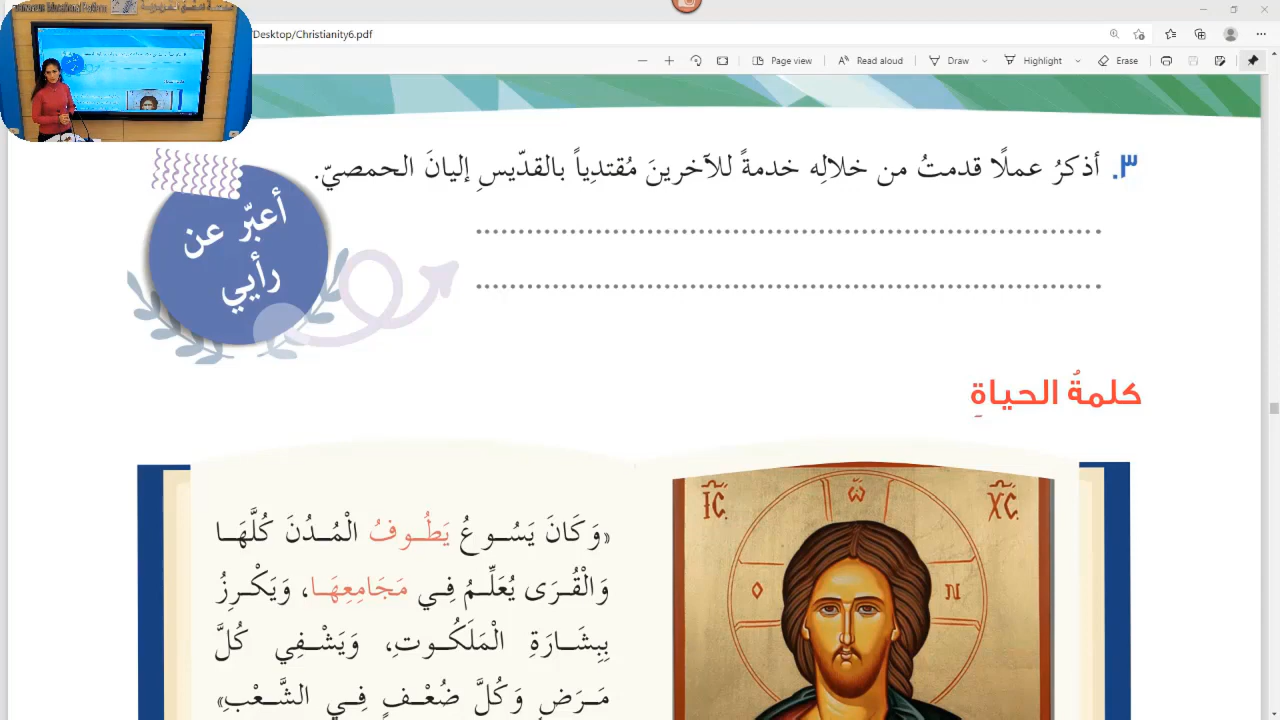 /Desktop/Christianity6.pdf
Page view
Read aloud
Draw
Highlight
Erase
٣. أذكرُ عملًا قدمتُ من خلالِه خدمةً للآخرينَ مُقتدِياً بالقدّيسِ إليانَ الحمصيّ.
أعبّر عن
رأيي
كلمةُ الحياةِ
«وَكَانَ يَسُوعُ يَطُوفُ الْمُدُنَ كُلَّهَا
وَالْقُرَى يُعَلِّمُ فِي مَجَامِعِهَا، وَيَكْرِزُ
بِبِشَارَةِ الْمَلَكُوتِ، وَيَشْفِي كُلَّ
مَرَضٍ وَكُلَّ ضُعْفٍ فِي الشَّعْبِ»
IC
XC
ὤ
Ο
Ν